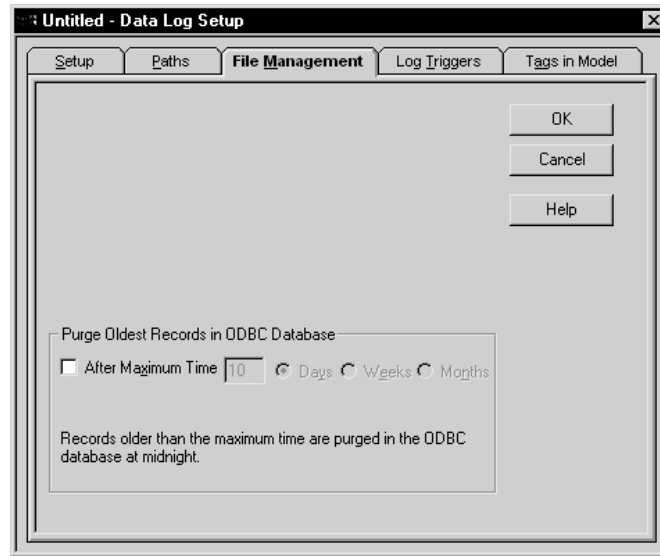 Untitled - Data Log Setup
Setup Paths File Management Log Triggers Tags in Model
OK
Cancel
Help
Purge Oldest Records in ODBC Database
After Maximum Time 10 Days Weeks Months
Records older than the maximum time are purged in the ODBC
database at midnight.